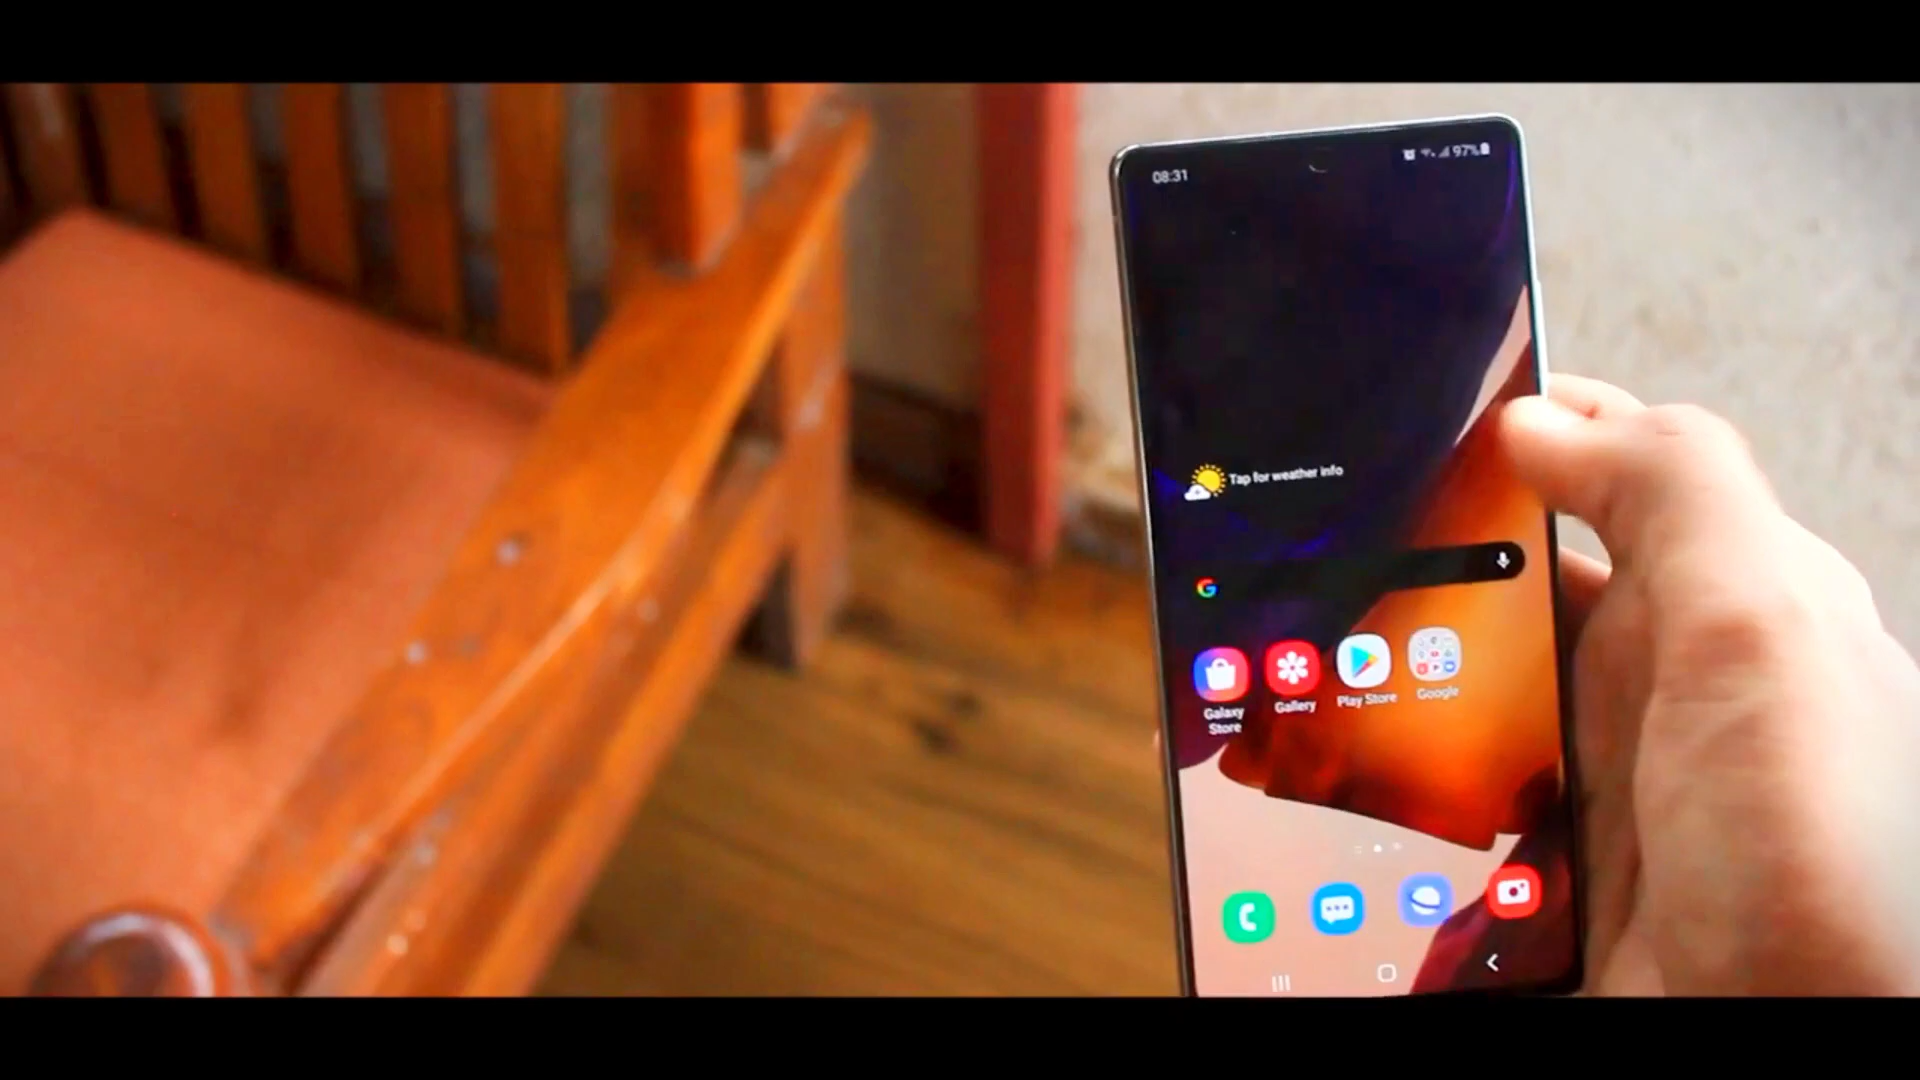 08:31
97%
Tap for weather info
G
Galaxy
Store
Gallery
Play Store
Google